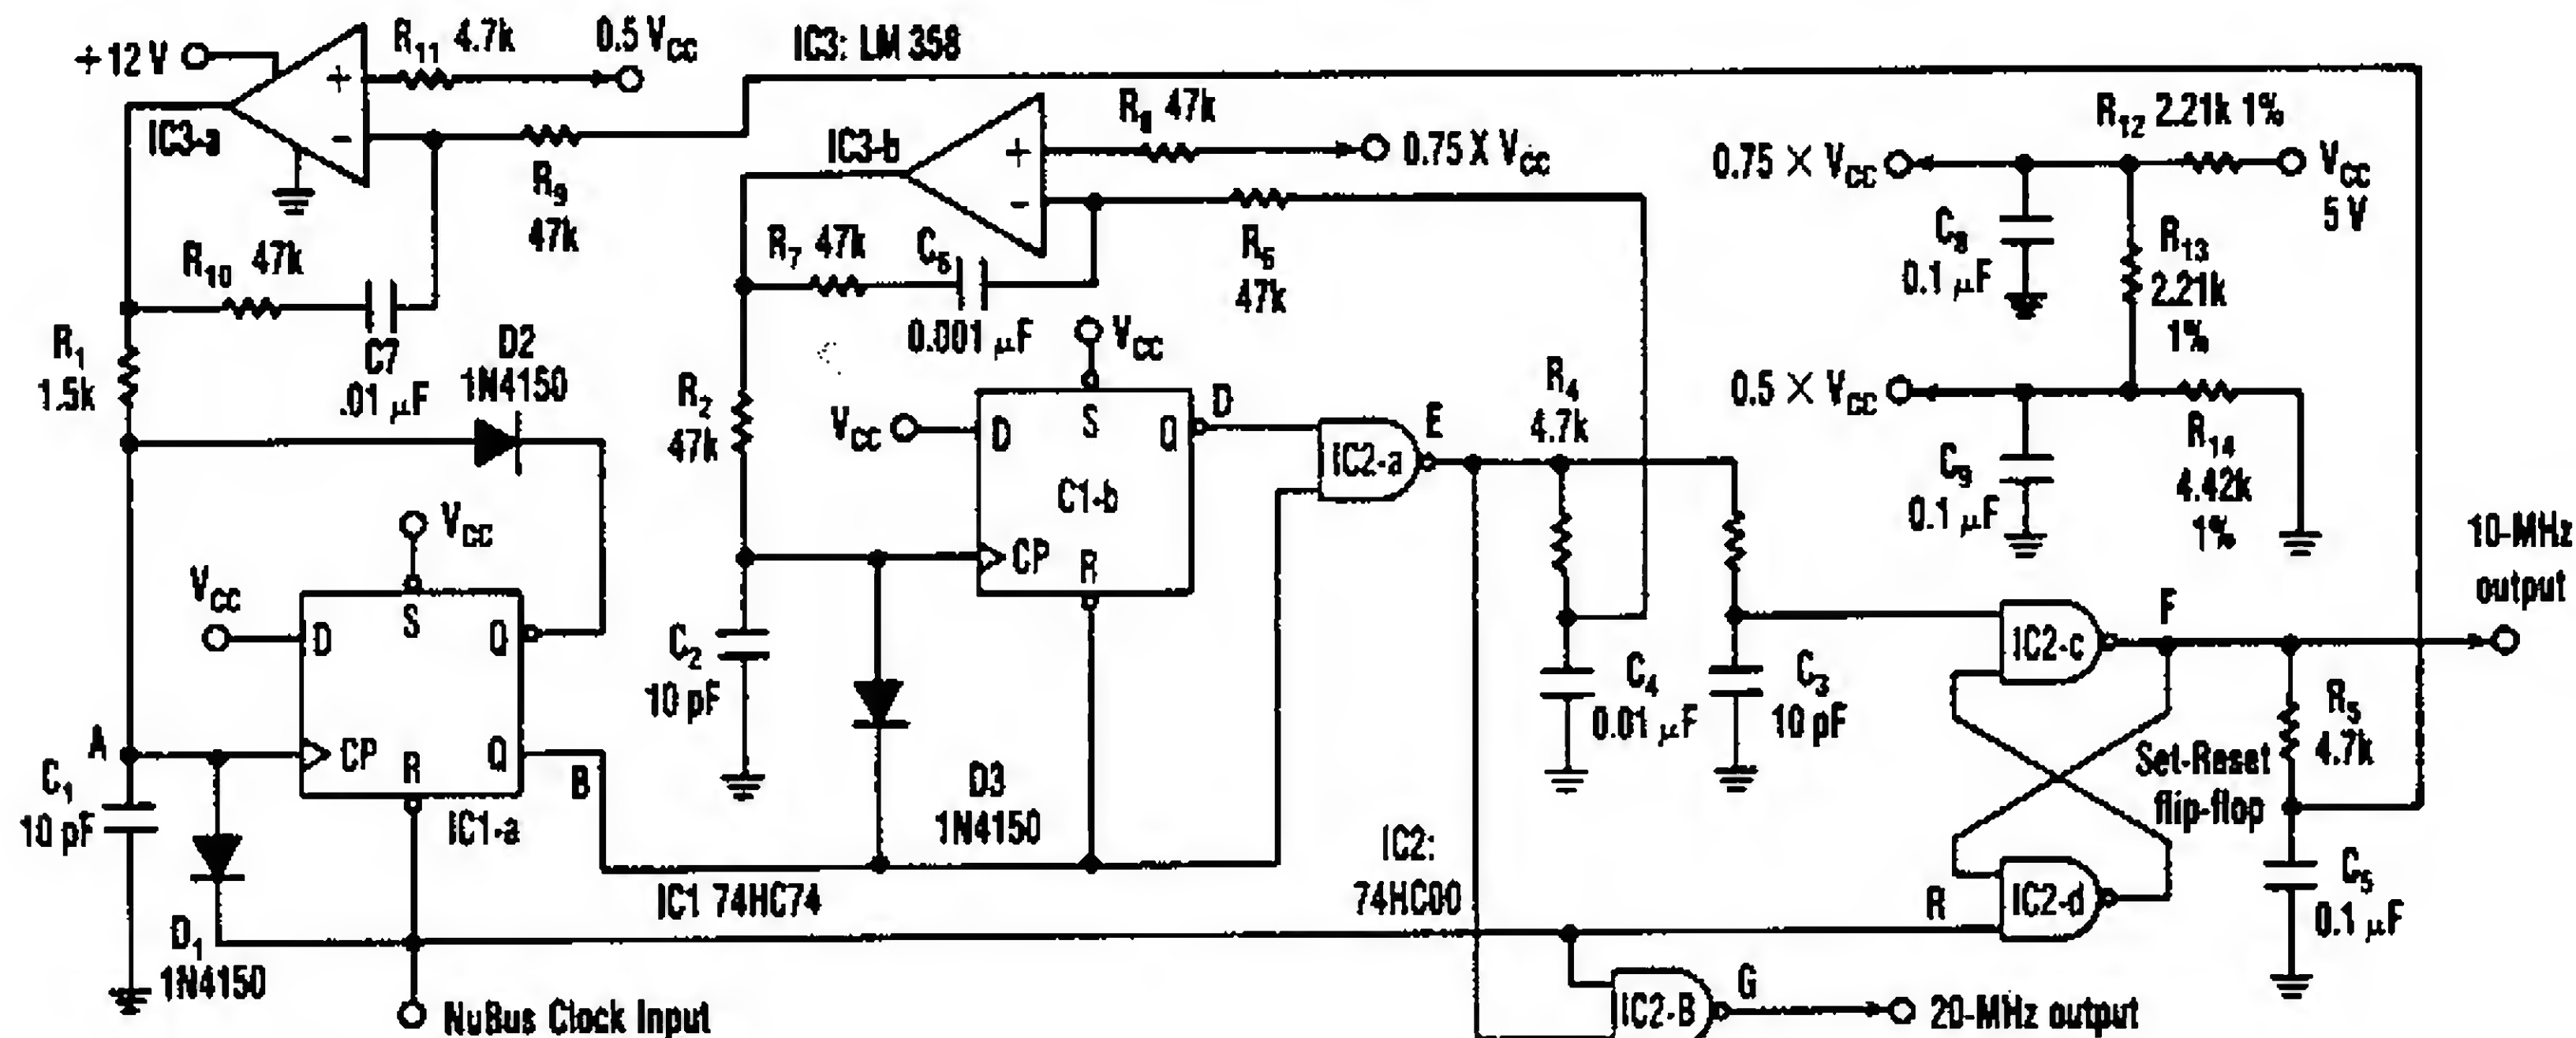 +12 V
R11 4.7k
0.5 VCC
IC3: LM 358
IC3-a
+
-
R9
47k
R10 47k
C7
.01 µF
R1
1.5k
D2
1N4150
VCC
VCC
S
D
Q
CP
R
Q
IC1-a
A
B
C1
10 pF
D1
1N4150
NuBus Clock Input
IC1 74HC74
IC3-b
+
-
R8 47k
0.75 X VCC
R7 47k
0.001 µF
47k
R2
47k
VCC
VCC
S
D
Q
D
C1-b
CP
R
C2
10 pF
D3
1N4150
IC2-a
E
R4
4.7k
C4
0.01 µF
C3
10 pF
IC2:
74HC00
R12 2.21k 1%
0.75 × VCC
VCC
5 V
C8
0.1 µF
R13
2.21k
1%
0.5 × VCC
R14
4.42k
1%
C9
0.1 µF
10-MHz
output
IC2-c
F
R5
4.7k
Set-Reset
flip-flop
R
IC2-d
C5
0.1 µF
IC2-B
G
20-MHz output